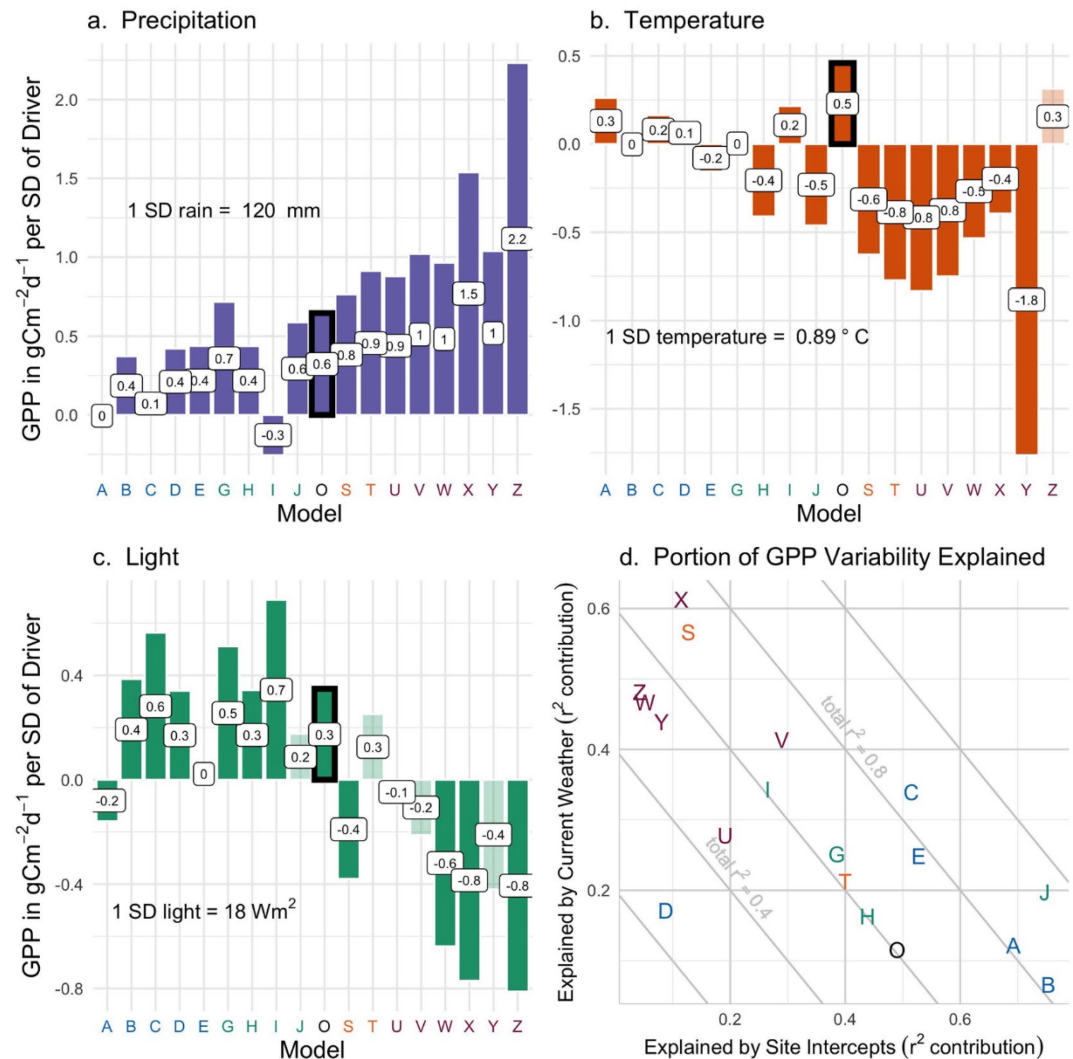 a. Precipitation
GPP in gCm⁻²d⁻¹ per SD of Driver
2.0
1.5
1.0
0.5
0.0
1 SD rain = 120 mm
0
0.4
0.1
0.4
0.4
0.7
0.4
-0.3
0.6
0.6
0.8
0.9
0.9
1
1
1.5
1
2.2
A B C D E G H I J O S T U V W X Y Z
Model
b. Temperature
0.5
0.0
-0.5
-1.0
-1.5
0.3
0
0.2
0.1
-0.2
0
-0.4
0.2
-0.5
0.5
-0.6
-0.8
0.8
0.8
-0.5
-0.4
-1.8
0.3
1 SD temperature = 0.89 ° C
A B C D E G H I J O S T U V W X Y Z
Model
c. Light
GPP in gCm⁻²d⁻¹ per SD of Driver
0.4
0.0
-0.4
-0.8
-0.2
0.4
0.6
0.3
0
0.5
0.3
0.7
0.2
0.3
-0.4
0.3
-0.1
-0.2
-0.6
-0.8
-0.4
-0.8
1 SD light = 18 Wm²
A B C D E G H I J O S T U V W X Y Z
Model
d. Portion of GPP Variability Explained
Explained by Current Weather (r² contribution)
0.6
0.4
0.2
X
S
Z
W
Y
V
total r² = 0.8
I
C
U
G
E
total r² = 0.4
T
J
D
H
O
A
B
0.2 0.4 0.6
Explained by Site Intercepts (r² contribution)